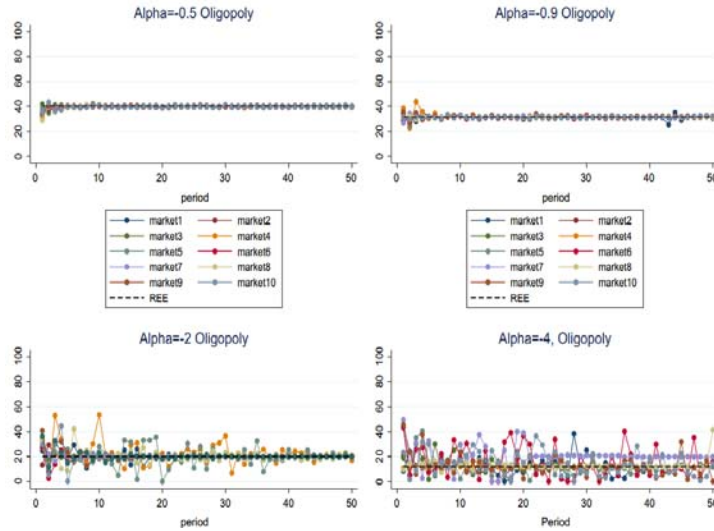 Alpha=-0.5 Oligopoly
100
80
60
40
20
0
0 10 20 30 40 50
period
market1 market2
market3 market4
market5 market6
market7 market8
market9 market10
REE
Alpha=-0.9 Oligopoly
100
80
60
40
20
0
0 10 20 30 40 50
period
market1 market2
market3 market4
market5 market6
market7 market8
market9 market10
REE
Alpha=-2 Oligopoly
100
80
60
40
20
0
0 10 20 30 40 50
Period
Alpha=-4, Oligopoly
100
80
60
40
20
0
0 10 20 30 40 50
Period